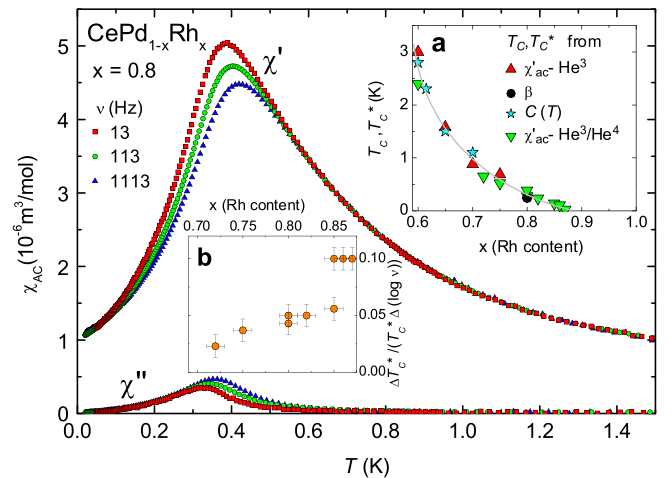 CePd1-xRhx
x = 0.8
ν (Hz)
13
113
1113
χ'
χ''
χAC(10-6m3/mol)
5
4
3
2
1
0
0.0 0.2 0.4 0.6 0.8 1.0 1.2 1.4
T (K)
a
TC,TC* from
χ'ac- He3
β
C (T)
χ'ac- He3/He4
TC ,TC* (K)
3
2
1
0
0.6 0.7 0.8 0.9 1.0
x (Rh content)
x (Rh content)
0.70 0.75 0.80 0.85
b
0.10
0.05
0.00
ΔTC*/(TC* Δ (log ν)